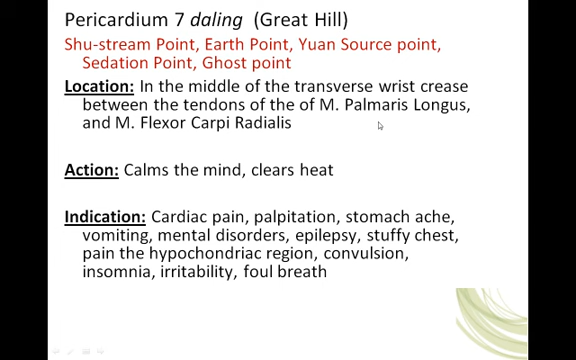 Pericardium 7 daling (Great Hill)
Shu-stream Point, Earth Point, Yuan Source point,
Sedation Point, Ghost point
Location: In the middle of the transverse wrist crease
between the tendons of the of M. Palmaris Longus,
and M. Flexor Carpi Radialis
Action: Calms the mind, clears heat
Indication: Cardiac pain, palpitation, stomach ache,
vomiting, mental disorders, epilepsy, stuffy chest,
pain the hypochondriac region, convulsion,
insomnia, irritability, foul breath